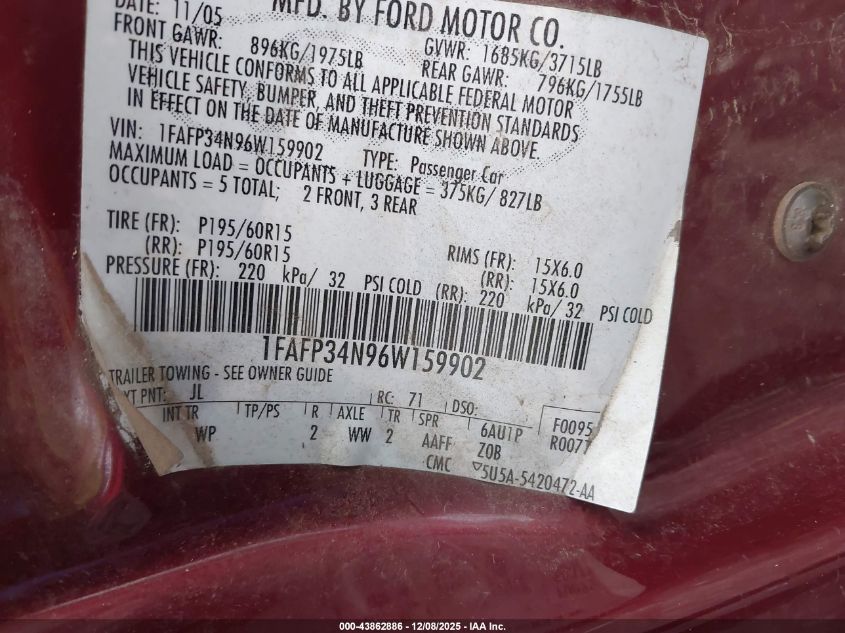 DATE: 11/05 MFD. BY FORD MOTOR CO.
FRONT GAWR: 896KG/1975LB GVWR: 1685KG/3715LB
REAR GAWR: 796KG/1755LB
THIS VEHICLE CONFORMS TO ALL APPLICABLE FEDERAL MOTOR
VEHICLE SAFETY, BUMPER, AND THEFT PREVENTION STANDARDS
IN EFFECT ON THE DATE OF MANUFACTURE SHOWN ABOVE.
VIN: 1FAFP34N96W159902 TYPE: Passenger Car
MAXIMUM LOAD = OCCUPANTS + LUGGAGE = 375KG/ 827LB
OCCUPANTS = 5 TOTAL; 2 FRONT, 3 REAR
TIRE (FR): P195/60R15 RIMS (FR): 15X6.0
(RR): P195/60R15 (RR): 15X6.0
PRESSURE (FR): 220 kPa/ 32 PSI COLD (RR): 220 kPa/ 32 PSI COLD
1FAFP34N96W159902
TRAILER TOWING - SEE OWNER GUIDE
XT PNT: JL RC: 71 DSO:
INT TR TP/PS R AXLE TR SPR 6AU1P F0095
WP 2 WW 2 AAFF Z0B R0077
CMC 5U5A-5420472-AA
000-43862886 - 12/08/2025 - IAA Inc.